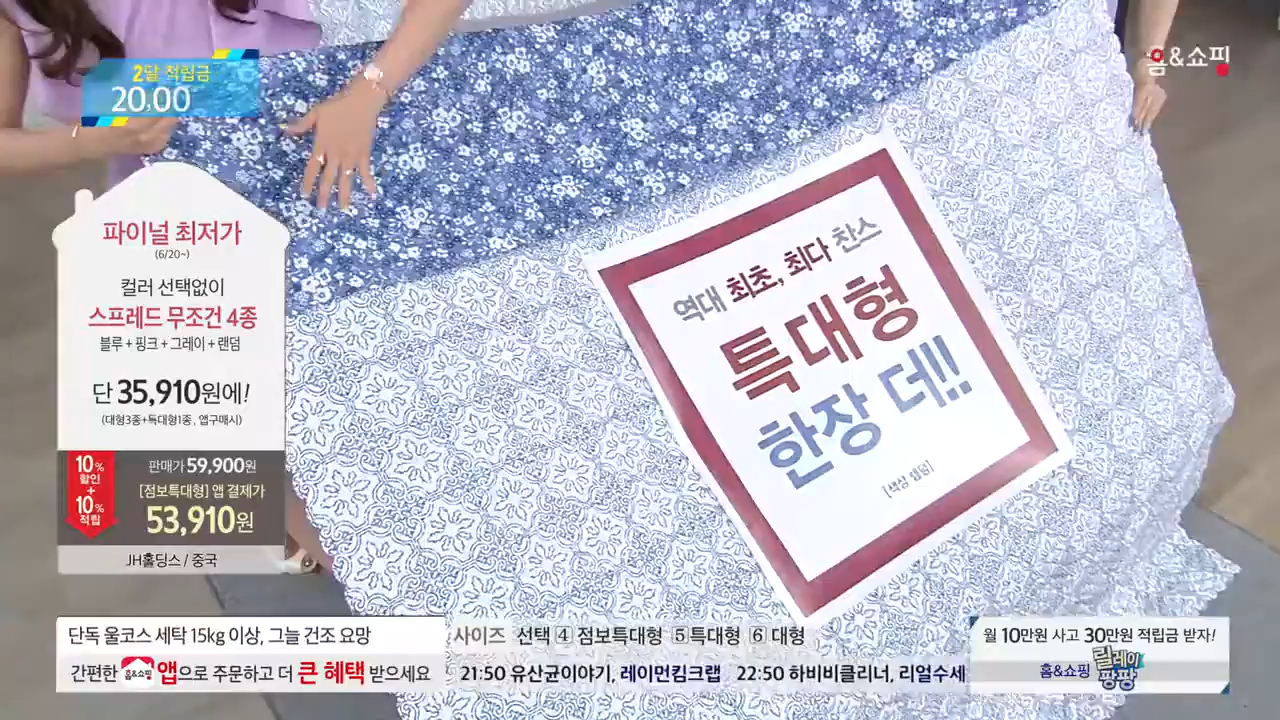 2달 적립금
20:00
홈&쇼핑
파이널 최저가
(6/20~)
컬러 선택없이
스프레드 무조건 4종
블루 + 핑크 + 그레이 + 랜덤
단 35,910원에!
(대형3종+특대형1종, 앱구매시)
10% 할인
+
10% 적립
판매가 59,900원
[점보특대형] 앱 결제가
53,910원
JH홀딩스 / 중국
역대 최초, 최다 찬스
특대형
한장 더!!
[색상 랜덤]
단독 울코스 세탁 15kg 이상, 그늘 건조 요망
사이즈 선택 4 점보특대형 5 특대형 6 대형
월 10만원 사고 30만원 적립금 받자!
간편한 홈&쇼핑 앱으로 주문하고 더 큰 혜택 받으세요
21:50 유산균이야기, 레이먼킴크랩 22:50 하비비클리너, 리얼수세
홈&쇼핑 릴레이팡팡